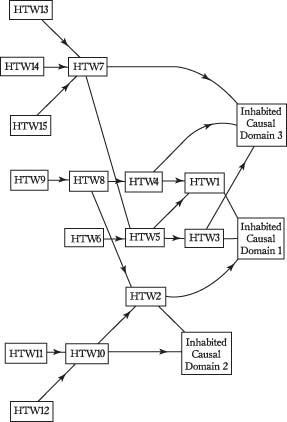 HTW13
HTW14
HTW7
HTW15
Inhabited
Causal
Domain 3
HTW9
HTW8
HTW4
HTW1
HTW6
HTW5
HTW3
Inhabited
Causal
Domain 1
HTW2
HTW11
HTW10
Inhabited
Causal
Domain 2
HTW12